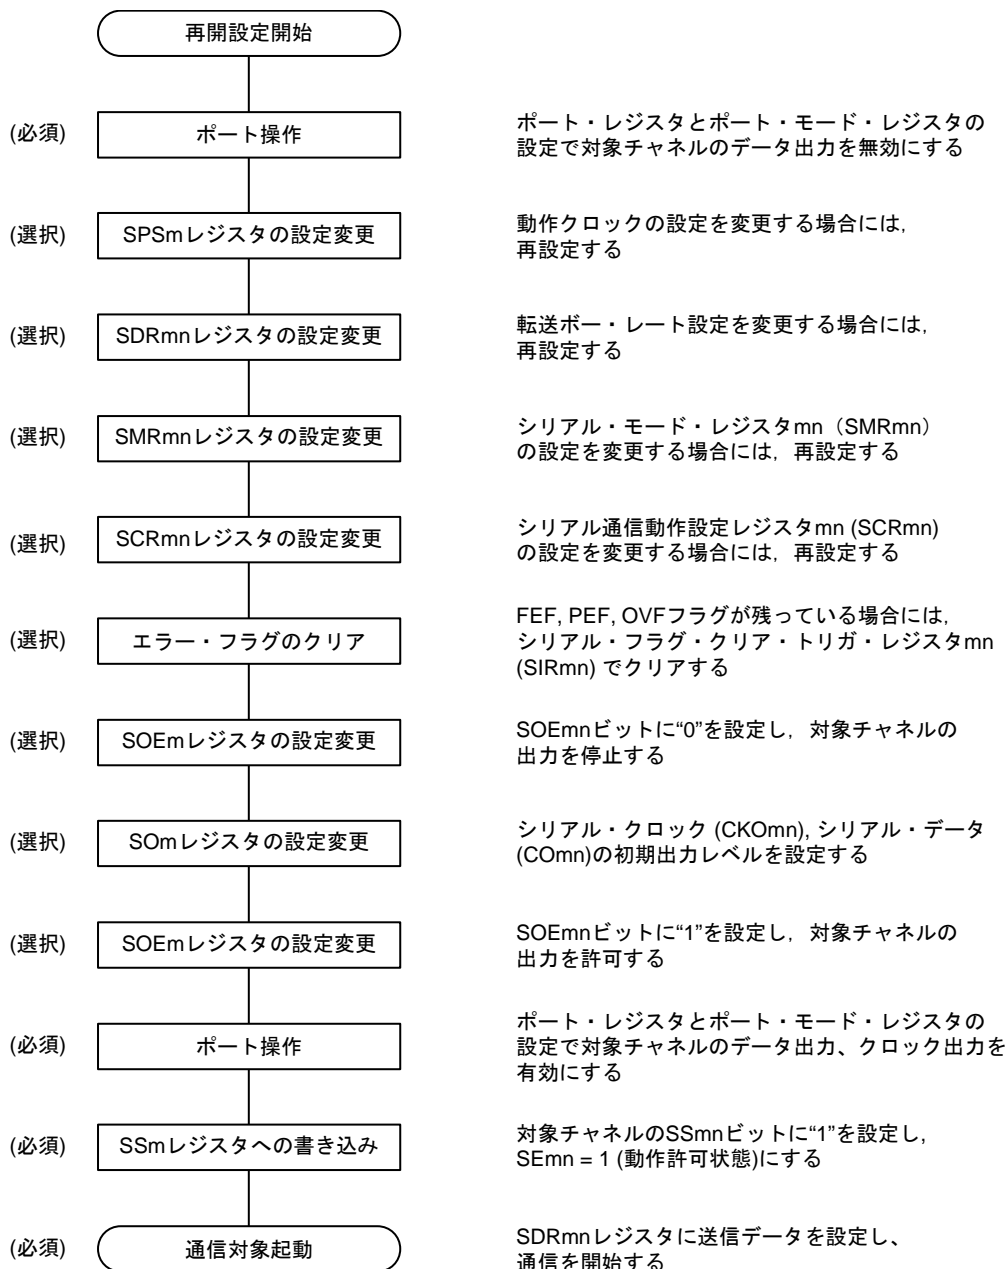 再開設定開始
(必須)
ポート操作
ポート・レジスタとポート・モード・レジスタの
設定で対象チャネルのデータ出力を無効にする
(選択)
SPSmレジスタの設定変更
動作クロックの設定を変更する場合には,
再設定する
(選択)
SDRmnレジスタの設定変更
転送ボー・レート設定を変更する場合には,
再設定する
(選択)
SMRmnレジスタの設定変更
シリアル・モード・レジスタmn（SMRmn）
の設定を変更する場合には，再設定する
(選択)
SCRmnレジスタの設定変更
シリアル通信動作設定レジスタmn (SCRmn)
の設定を変更する場合には，再設定する
(選択)
エラー・フラグのクリア
FEF, PEF, OVFフラグが残っている場合には,
シリアル・フラグ・クリア・トリガ・レジスタmn
(SIRmn) でクリアする
(選択)
SOEmレジスタの設定変更
SOEmnビットに“0”を設定し，対象チャネルの
出力を停止する
(選択)
SOmレジスタの設定変更
シリアル・クロック (CKOmn), シリアル・データ
(COmn)の初期出力レベルを設定する
(選択)
SOEmレジスタの設定変更
SOEmnビットに“1”を設定し，対象チャネルの
出力を許可する
(必須)
ポート操作
ポート・レジスタとポート・モード・レジスタの
設定で対象チャネルのデータ出力、クロック出力を
有効にする
(必須)
SSmレジスタへの書き込み
対象チャネルのSSmnビットに“1”を設定し,
SEmn = 1 (動作許可状態)にする
(必須)
通信対象起動
SDRmnレジスタに送信データを設定し、
通信を開始する